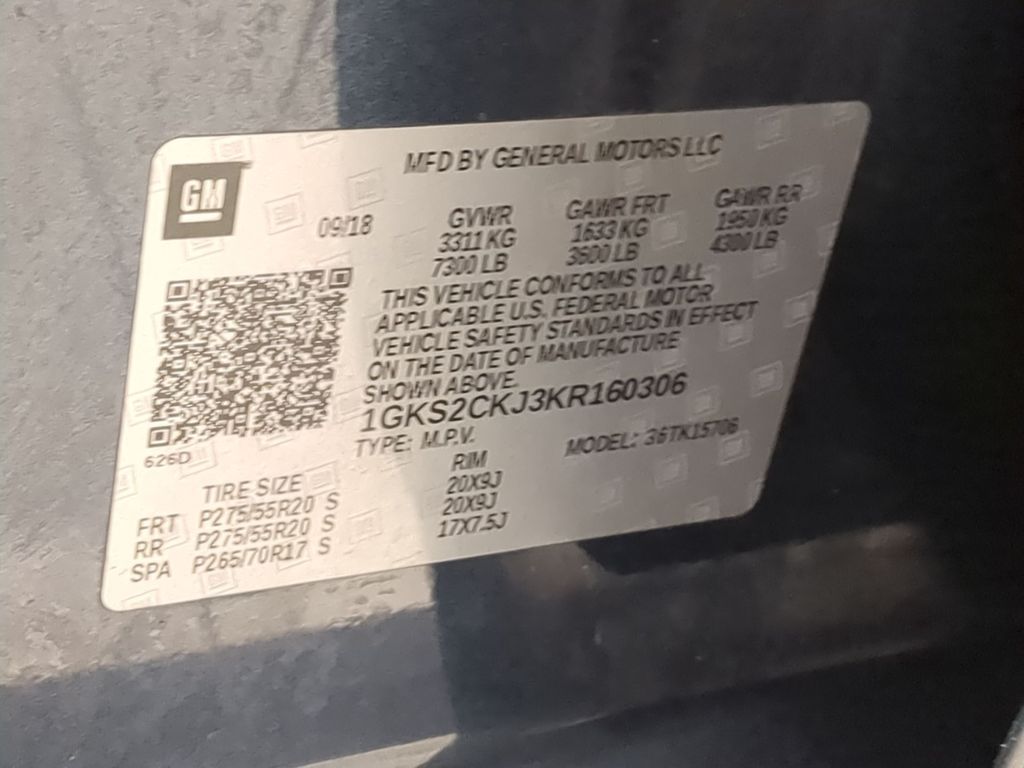 GM
MFD BY GENERAL MOTORS LLC
09/18 GVWR GAWR FRT GAWR RR
3311 KG 1633 KG 1950 KG
7300 LB 3600 LB 4300 LB
THIS VEHICLE CONFORMS TO ALL
APPLICABLE U.S. FEDERAL MOTOR
VEHICLE SAFETY STANDARDS IN EFFECT
ON THE DATE OF MANUFACTURE
SHOWN ABOVE.
1GKS2CKJ3KR160306
TYPE: M.P.V. MODEL: 36TK15706
626D
TIRE SIZE RIM
FRT P275/55R20 S 20X9J
RR P275/55R20 S 20X9J
SPA P265/70R17 S 17X7.5J